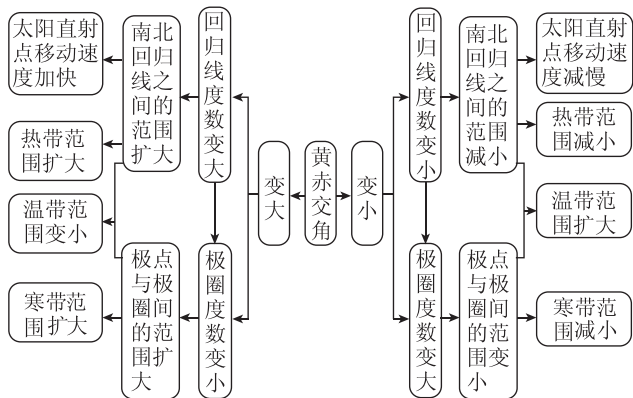 太阳直射
点移动速
度加快
热带范
围扩大
温带范
围变小
寒带范
围扩大
南北
回归
线之
间的
范围
扩大
极点
与极
圈间
的范
围扩
大
回归线度数变大
极圈度数变小
变大
黄赤交角
变小
回归线度数变小
极圈度数变大
南北
回归
线之
间的
范围
减小
极点
与极
圈间
的范
围变
小
太阳直射
点移动速
度减慢
热带范
围减小
温带范
围扩大
寒带范
围减小